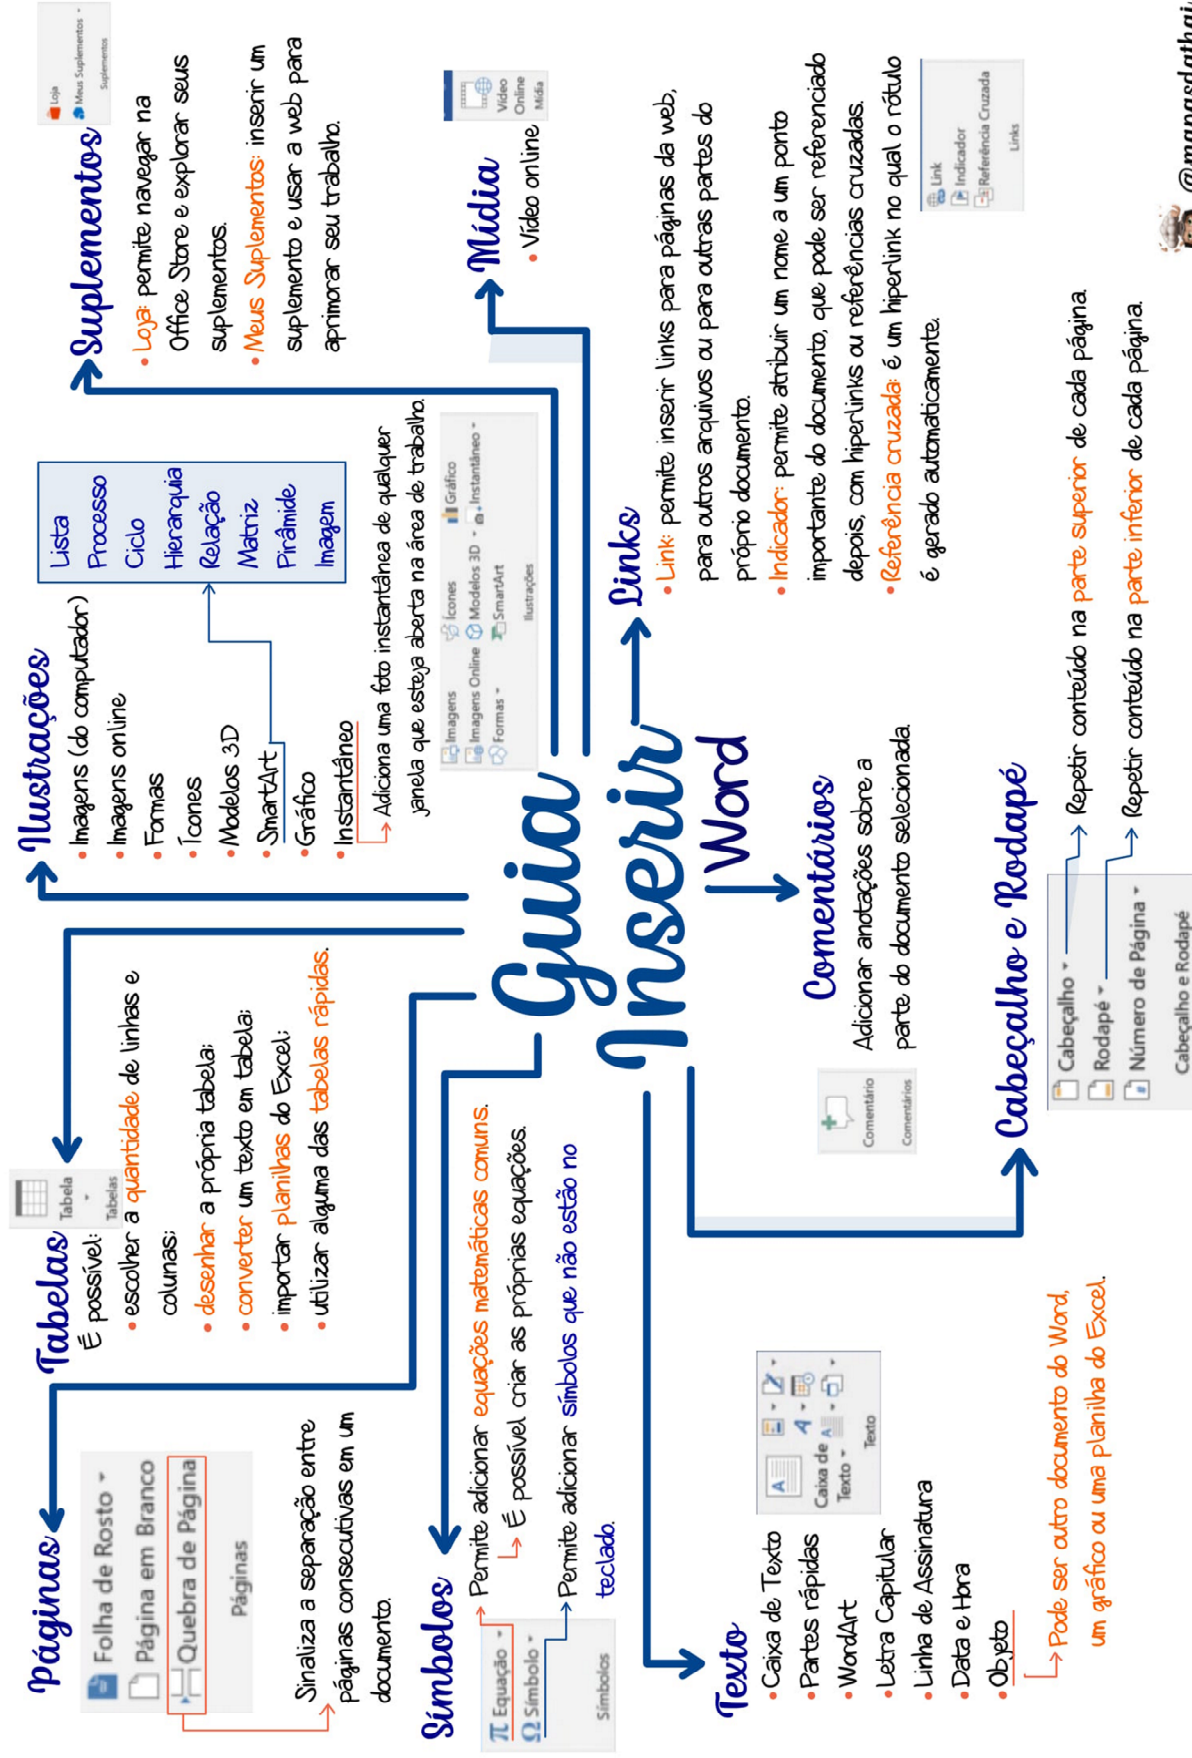 Guia
Inserir
Word
Páginas
Folha de Rosto
Página em Branco
Quebra de Página
Páginas
Sinaliza a separação entre
páginas consecutivas em um
documento.
Tabelas
Tabela
Tabelas
É possível:
• escolher a quantidade de linhas e
colunas;
• desenhar a própria tabela;
• converter um texto em tabela;
• importar planilhas do Excel;
• utilizar alguma das tabelas rápidas.
Ilustrações
• Imagens (do computador)
• Imagens online
• Formas
• Ícones
• Modelos 3D
• SmartArt
• Gráfico
• Instantâneo
Adiciona uma foto instantânea de qualquer
janela que esteja aberta na área de trabalho.
Lista
Processo
Ciclo
Hierarquia
Relação
Matriz
Pirâmide
Imagem
Imagens
Ícones
Gráfico
Imagens Online
Modelos 3D
Instantâneo
Formas
SmartArt
Ilustrações
Suplementos
Loja
Meus Suplementos
Suplementos
• Loja: permite navegar na
Office Store e explorar seus
suplementos.
• Meus Suplementos: inserir um
suplemento e usar a web para
aprimorar seu trabalho.
Mídia
• Vídeo online
Vídeo
Online
Mídia
Links
• Link: permite inserir links para páginas da web,
para outros arquivos ou para outras partes do
próprio documento.
• Indicador: permite atribuir um nome a um ponto
importante do documento, que pode ser referenciado
depois, com hiperlinks ou referências cruzadas.
• Referência cruzada: é um hiperlink no qual o rótulo
é gerado automaticamente.
Link
Indicador
Referência Cruzada
Links
Símbolos
π Equação
Ω Símbolo
Símbolos
Permite adicionar equações matemáticas comuns.
É possível criar as próprias equações.
Permite adicionar símbolos que não estão no
teclado.
Comentários
Comentário
Comentários
Adicionar anotações sobre a
parte do documento selecionada.
Texto
• Caixa de Texto
• Partes rápidas
• WordArt
• Letra Capitular
• Linha de Assinatura
• Data e Hora
• Objeto
Pode ser outro documento do Word,
um gráfico ou uma planilha do Excel.
Caixa de
Texto
Texto
Cabeçalho e Rodapé
Cabeçalho
Rodapé
Número de Página
Cabeçalho e Rodapé
Repetir conteúdo na parte superior de cada página.
Repetir conteúdo na parte inferior de cada página.
@mapasdathai